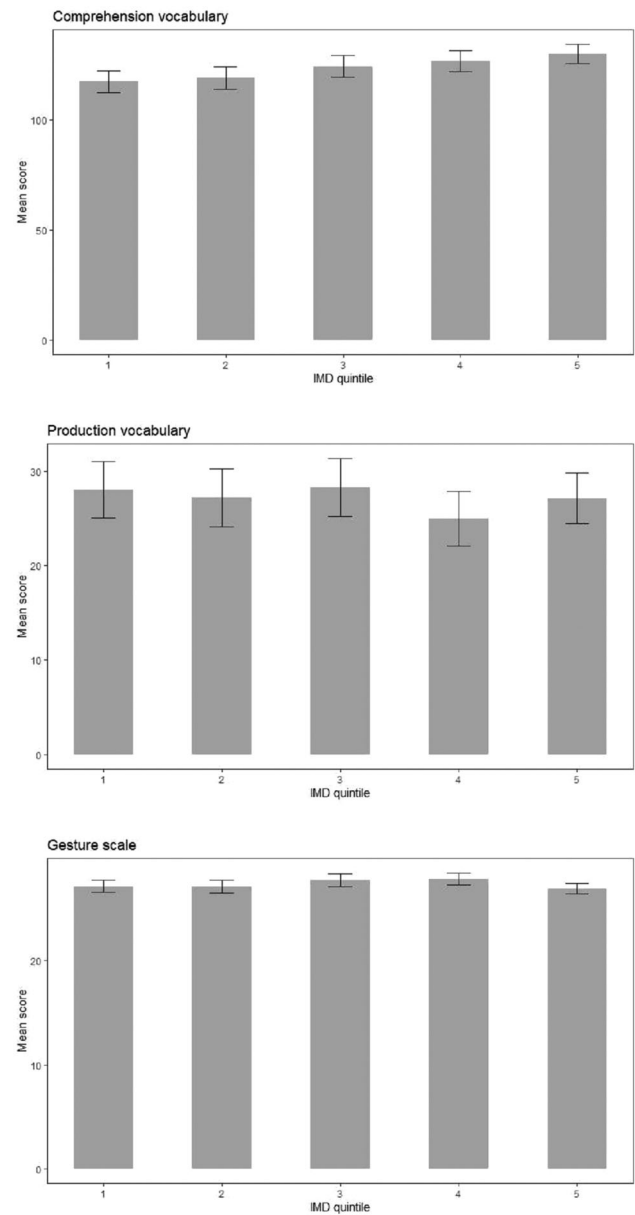 Comprehension vocabulary
Mean score
100
50
0
1 2 3 4 5
IMD quintile
Production vocabulary
Mean score
30
20
10
0
1 2 3 4 5
IMD quintile
Gesture scale
Mean score
20
10
0
1 2 3 4 5
IMD quintile